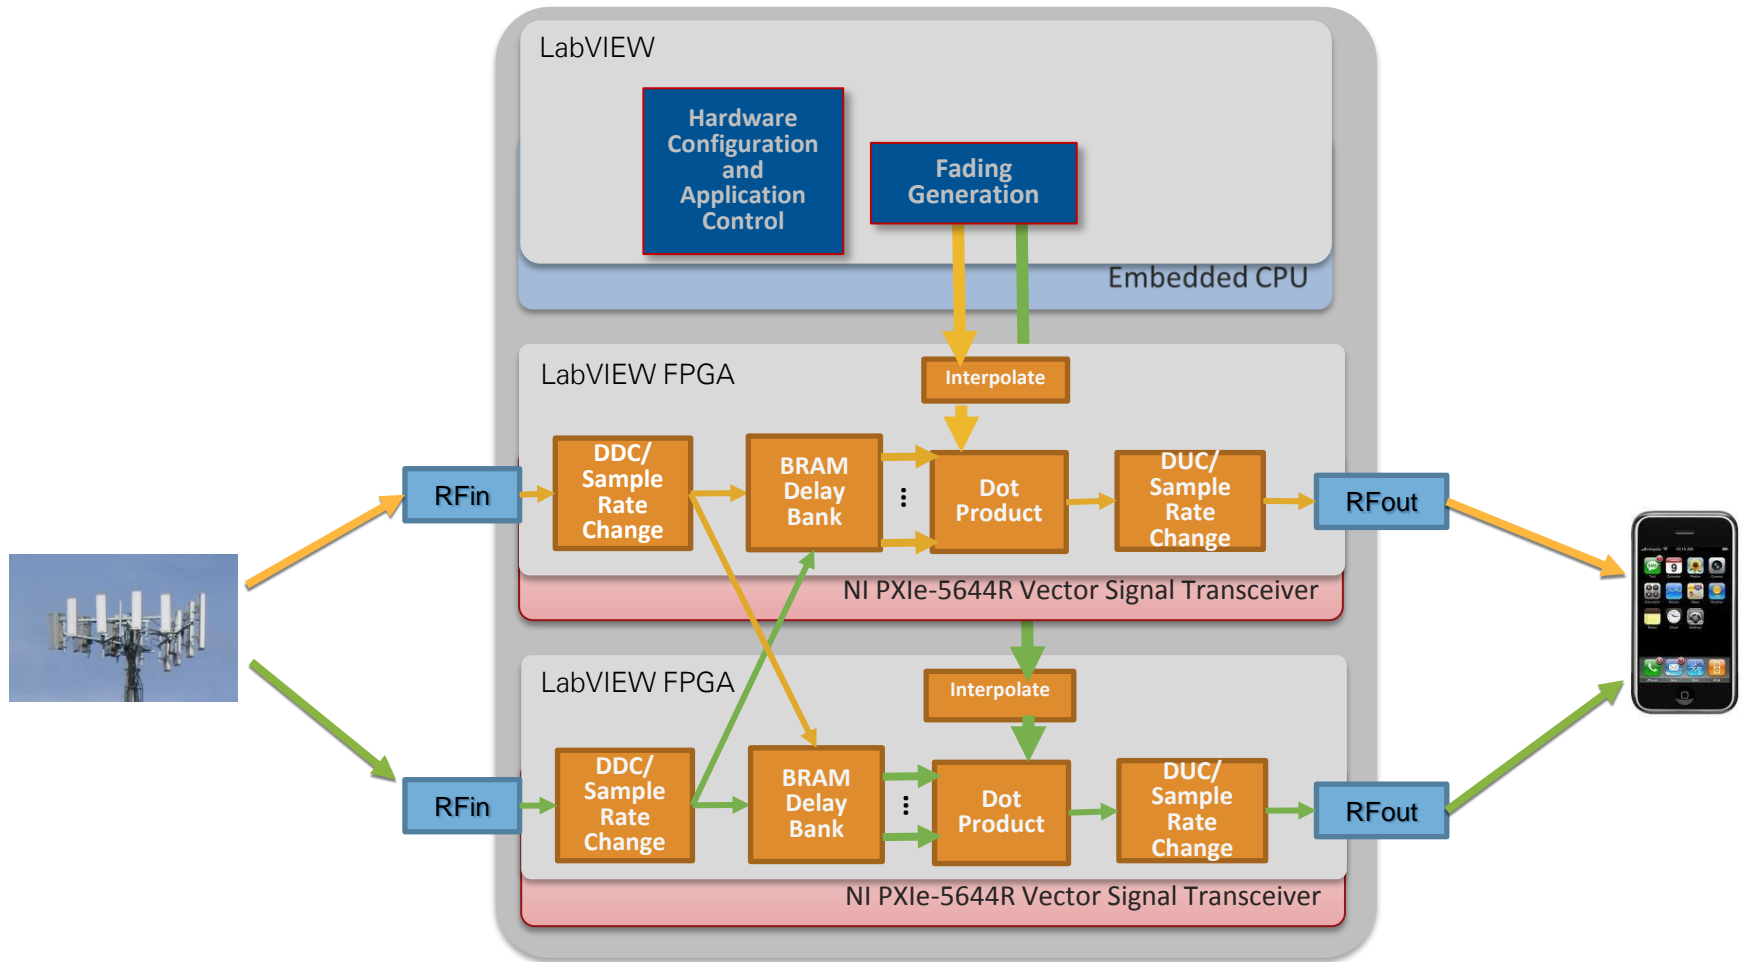 LabVIEW
Hardware
Configuration
and
Application
Control
Fading
Generation
Embedded CPU
LabVIEW FPGA
Interpolate
RFin
DDC/
Sample
Rate
Change
BRAM
Delay
Bank
...
Dot
Product
DUC/
Sample
Rate
Change
RFout
NI PXIe-5644R Vector Signal Transceiver
LabVIEW FPGA
Interpolate
RFin
DDC/
Sample
Rate
Change
BRAM
Delay
Bank
...
Dot
Product
DUC/
Sample
Rate
Change
RFout
NI PXIe-5644R Vector Signal Transceiver